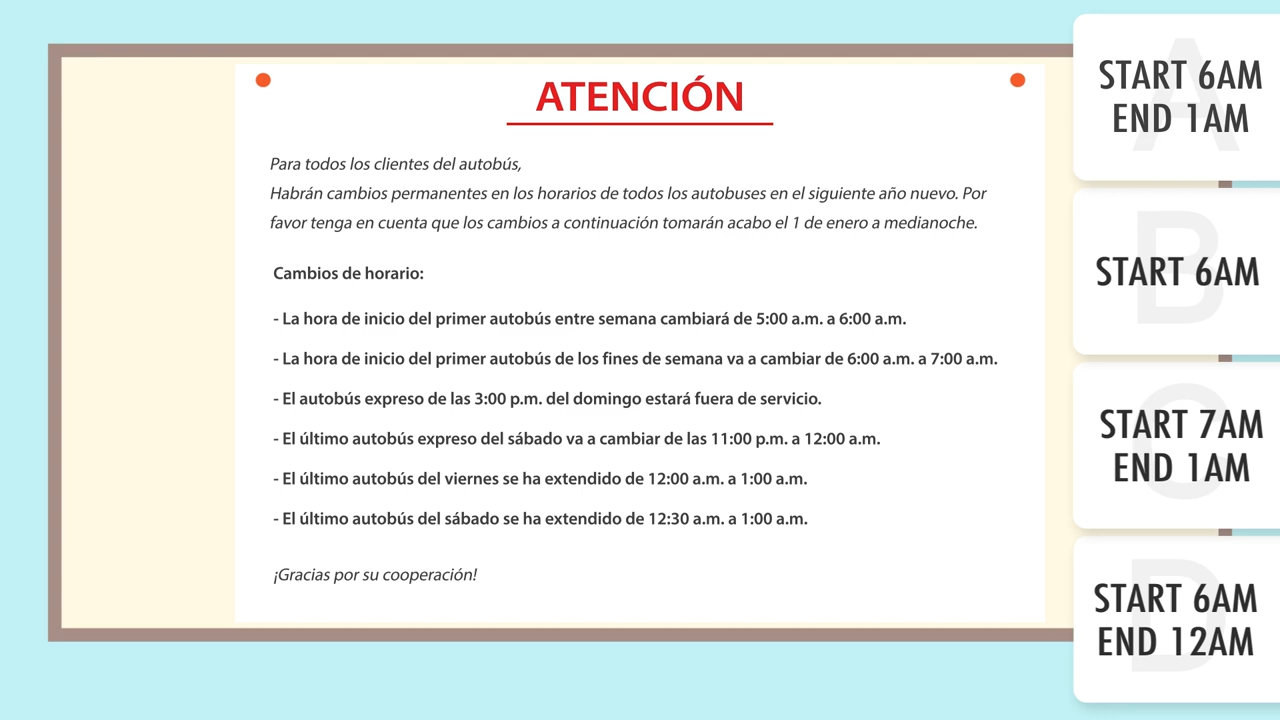 ATENCIÓN
Para todos los clientes del autobús,
Habrán cambios permanentes en los horarios de todos los autobuses en el siguiente año nuevo. Por
favor tenga en cuenta que los cambios a continuación tomarán acabo el 1 de enero a medianoche.
Cambios de horario:
- La hora de inicio del primer autobús entre semana cambiará de 5:00 a.m. a 6:00 a.m.
- La hora de inicio del primer autobús de los fines de semana va a cambiar de 6:00 a.m. a 7:00 a.m.
- El autobús expreso de las 3:00 p.m. del domingo estará fuera de servicio.
- El último autobús expreso del sábado va a cambiar de las 11:00 p.m. a 12:00 a.m.
- El último autobús del viernes se ha extendido de 12:00 a.m. a 1:00 a.m.
- El último autobús del sábado se ha extendido de 12:30 a.m. a 1:00 a.m.
¡Gracias por su cooperación!
A
START 6AM
END 1AM
B
START 6AM
C
START 7AM
END 1AM
D
START 6AM
END 12AM